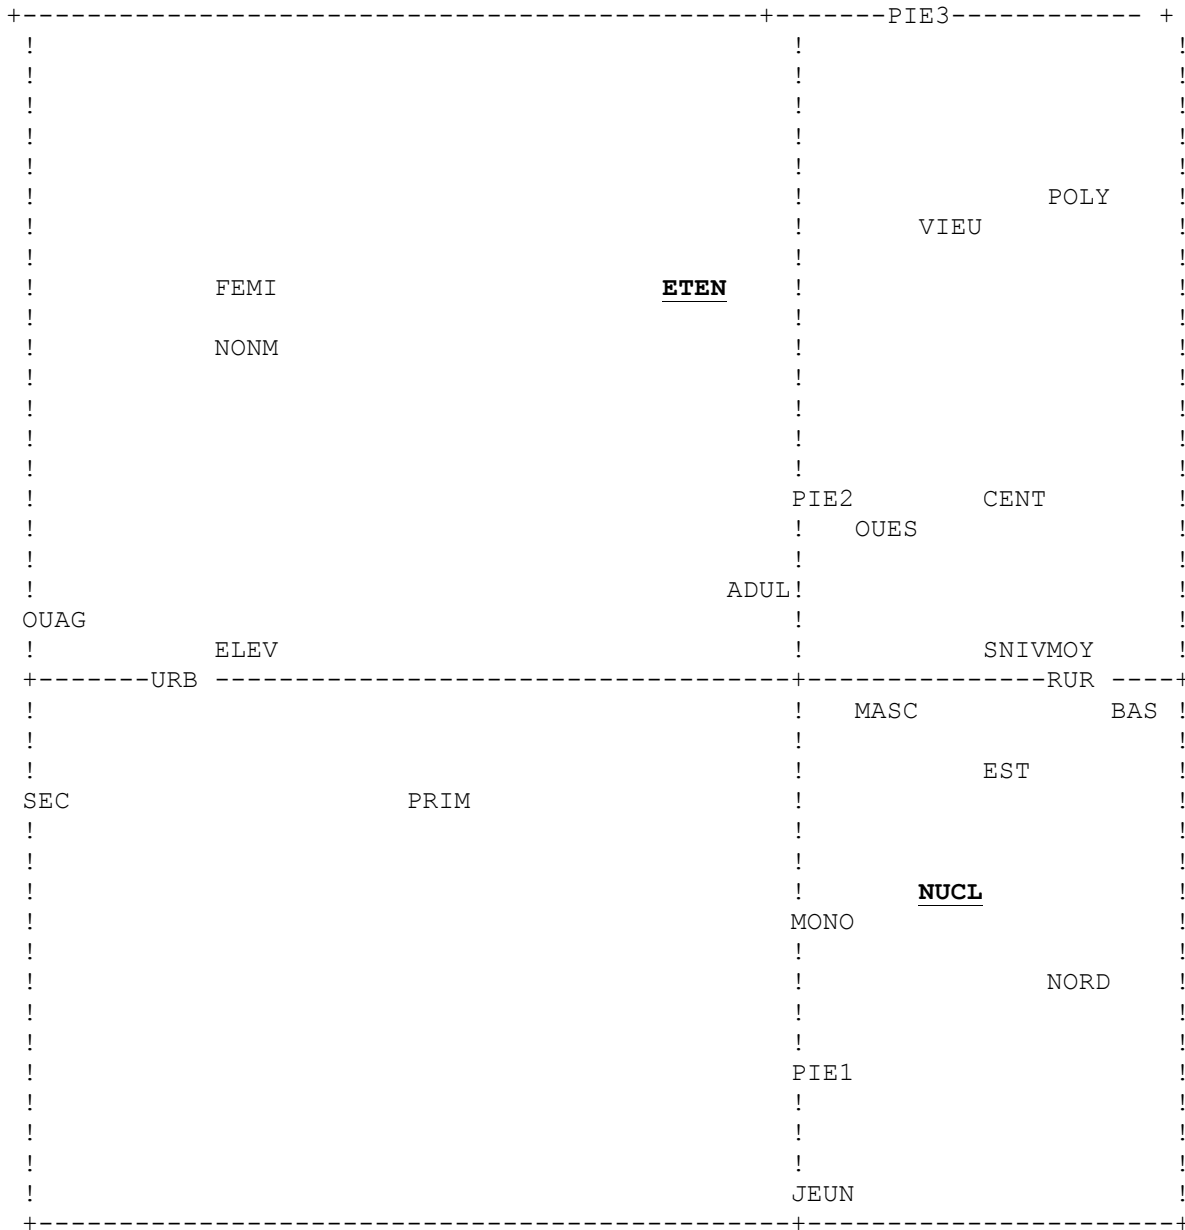 +---------------------------------------------+-------PIE3------------ +
! ! !
! ! !
! ! !
! ! !
! ! !
! ! POLY !
! ! VIEU !
! ! !
! FEMI ETEN ! !
! ! !
! NONM ! !
! ! !
! ! !
! ! !
! ! !
! PIE2 CENT !
! ! OUES !
! ! !
! ADUL! !
OUAG ! !
! ELEV ! SNIVMOY !
+-------URB ------------------------------------+---------------RUR ----+
! ! MASC BAS !
! ! !
! ! EST !
SEC PRIM ! !
! ! !
! ! !
! ! NUCL !
! MONO !
! ! !
! ! NORD !
! ! !
! ! !
! PIE1 !
! ! !
! ! !
! ! !
! JEUN !
+-----------------------------------------------+-----------------------+